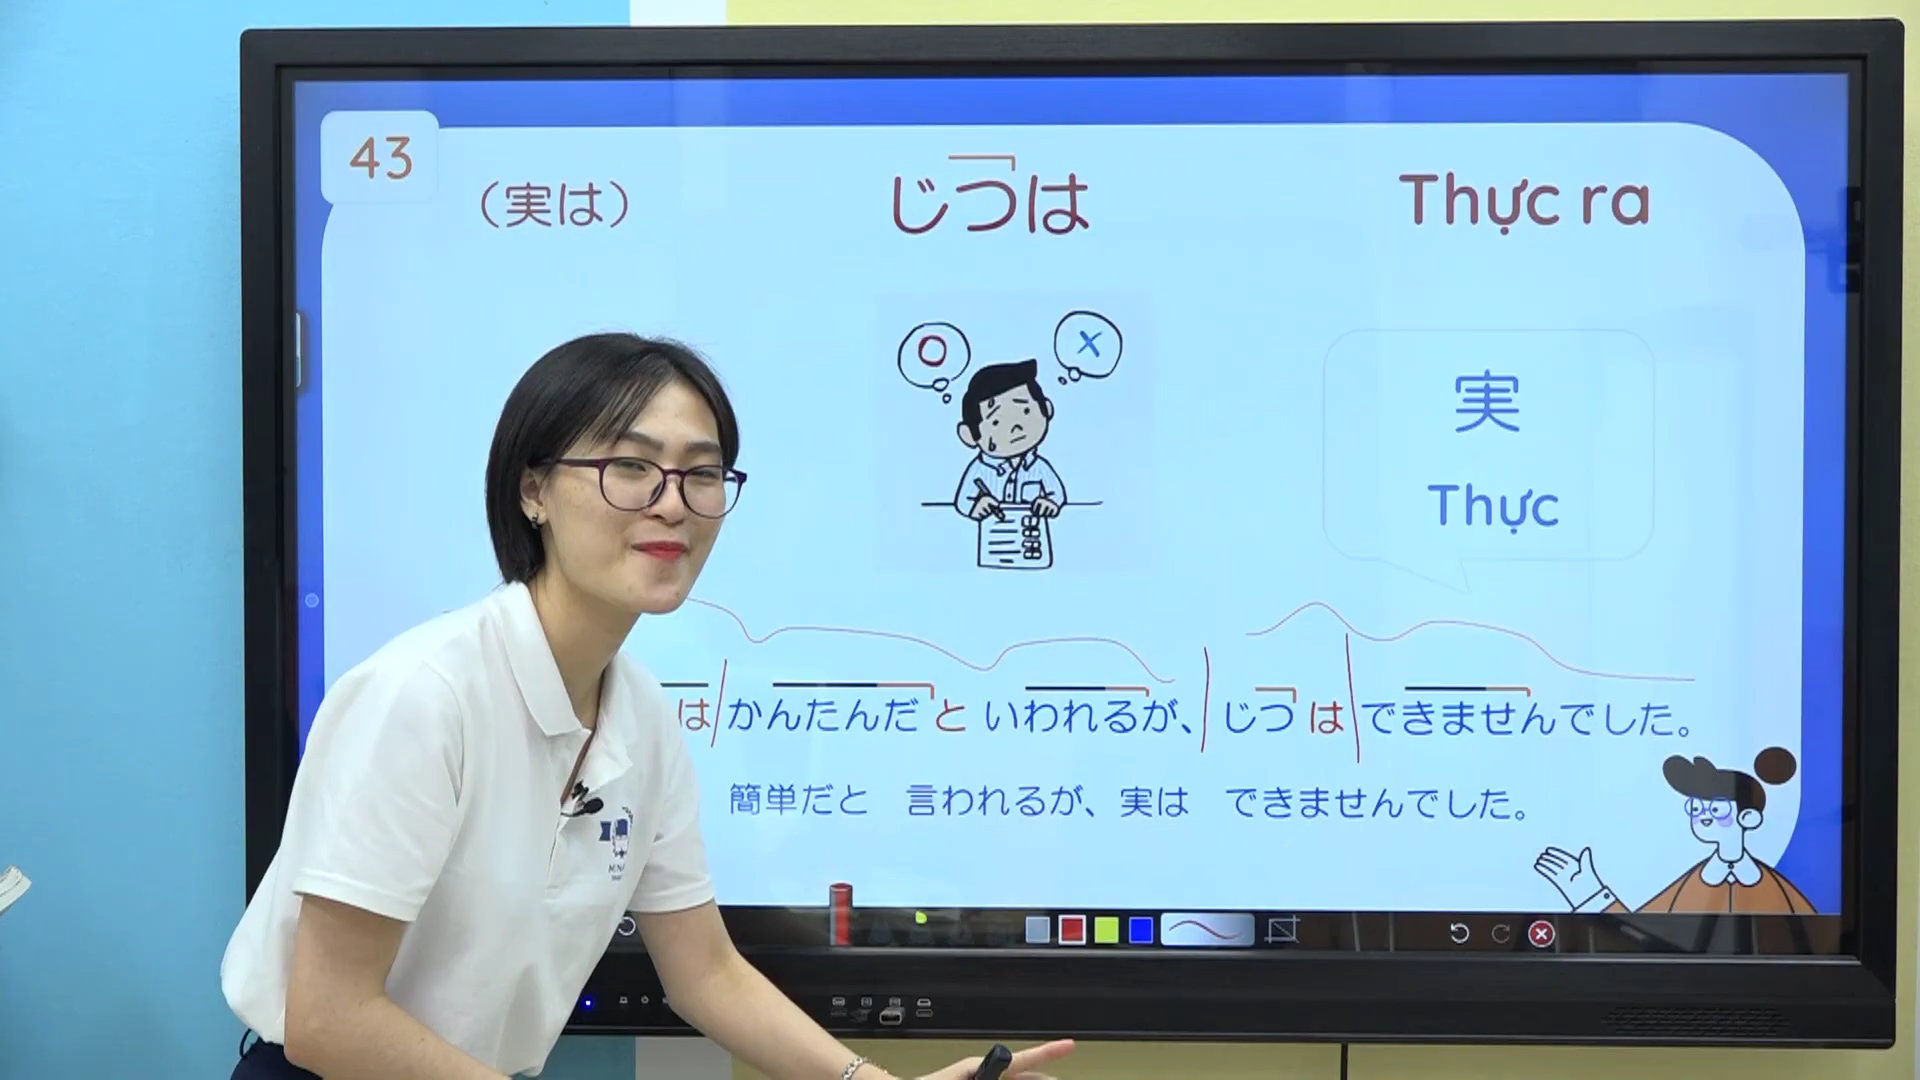 43
（実は）
じつは
Thực ra
O
X
実
Thực
は かんたんだ と いわれるが、じつ は できませんでした。
簡単だと 言われるが、実は できませんでした。